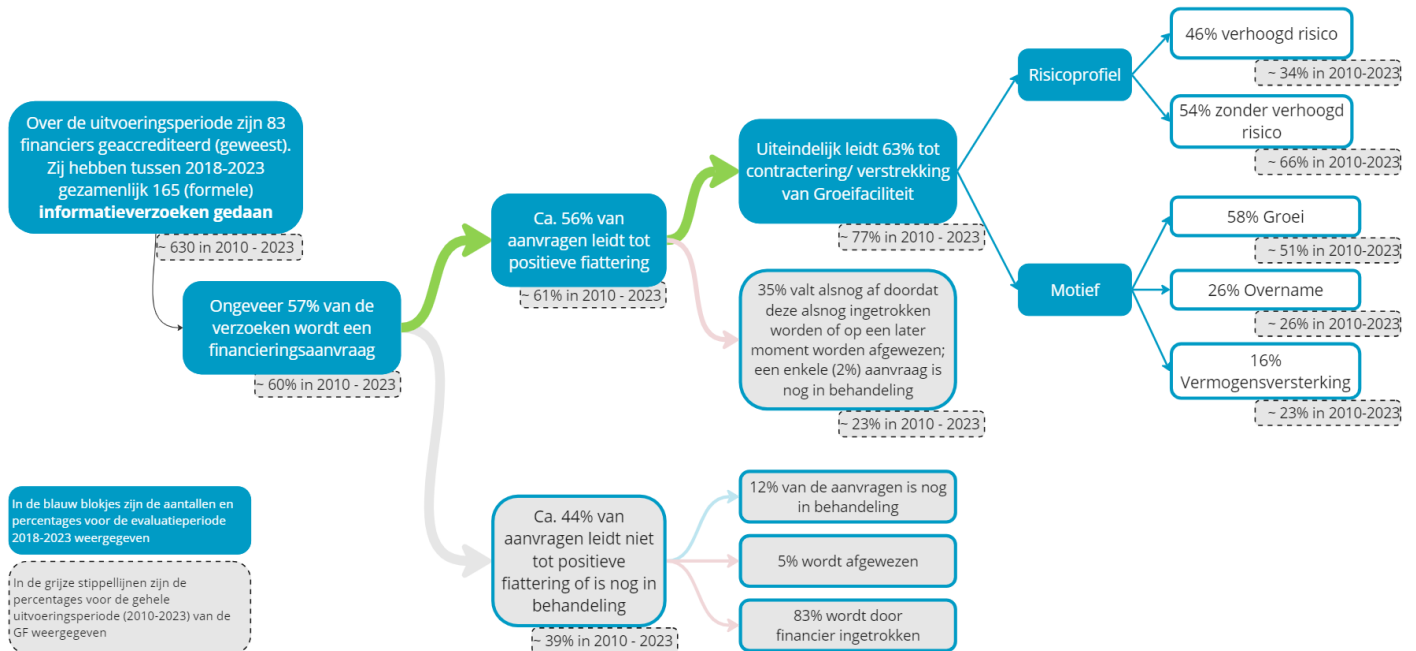 Over de uitvoeringsperiode zijn 83
financiers geaccrediteerd (geweest).
Zij hebben tussen 2018-2023
gezamenlijk 165 (formele)
informatieverzoeken gedaan
~ 630 in 2010 - 2023
Ongeveer 57% van de
verzoeken wordt een
financieringsaanvraag
~ 60% in 2010 - 2023
Ca. 56% van
aanvragen leidt tot
positieve fiattering
~ 61% in 2010 - 2023
Ca. 44% van
aanvragen leidt niet
tot positieve
fiattering of is nog in
behandeling
~ 39% in 2010 - 2023
Uiteindelijk leidt 63% tot
contractering/ verstrekking
van Groeifaciliteit
~ 77% in 2010 - 2023
35% valt alsnog af doordat
deze alsnog ingetrokken
worden of op een later
moment worden afgewezen;
een enkele (2%) aanvraag is
nog in behandeling
~ 23% in 2010 - 2023
12% van de aanvragen is nog
in behandeling
5% wordt afgewezen
83% wordt door
financier ingetrokken
Risicoprofiel
46% verhoogd risico
~ 34% in 2010-2023
54% zonder verhoogd
risico
~ 66% in 2010-2023
Motief
58% Groei
~ 51% in 2010-2023
26% Overname
~ 26% in 2010-2023
16%
Vermogensversterking
~ 23% in 2010-2023
In de blauw blokjes zijn de aantallen en
percentages voor de evaluatieperiode
2018-2023 weergegeven
In de grijze stippellijnen zijn de
percentages voor de gehele
uitvoeringsperiode (2010-2023) van de
GF weergegeven